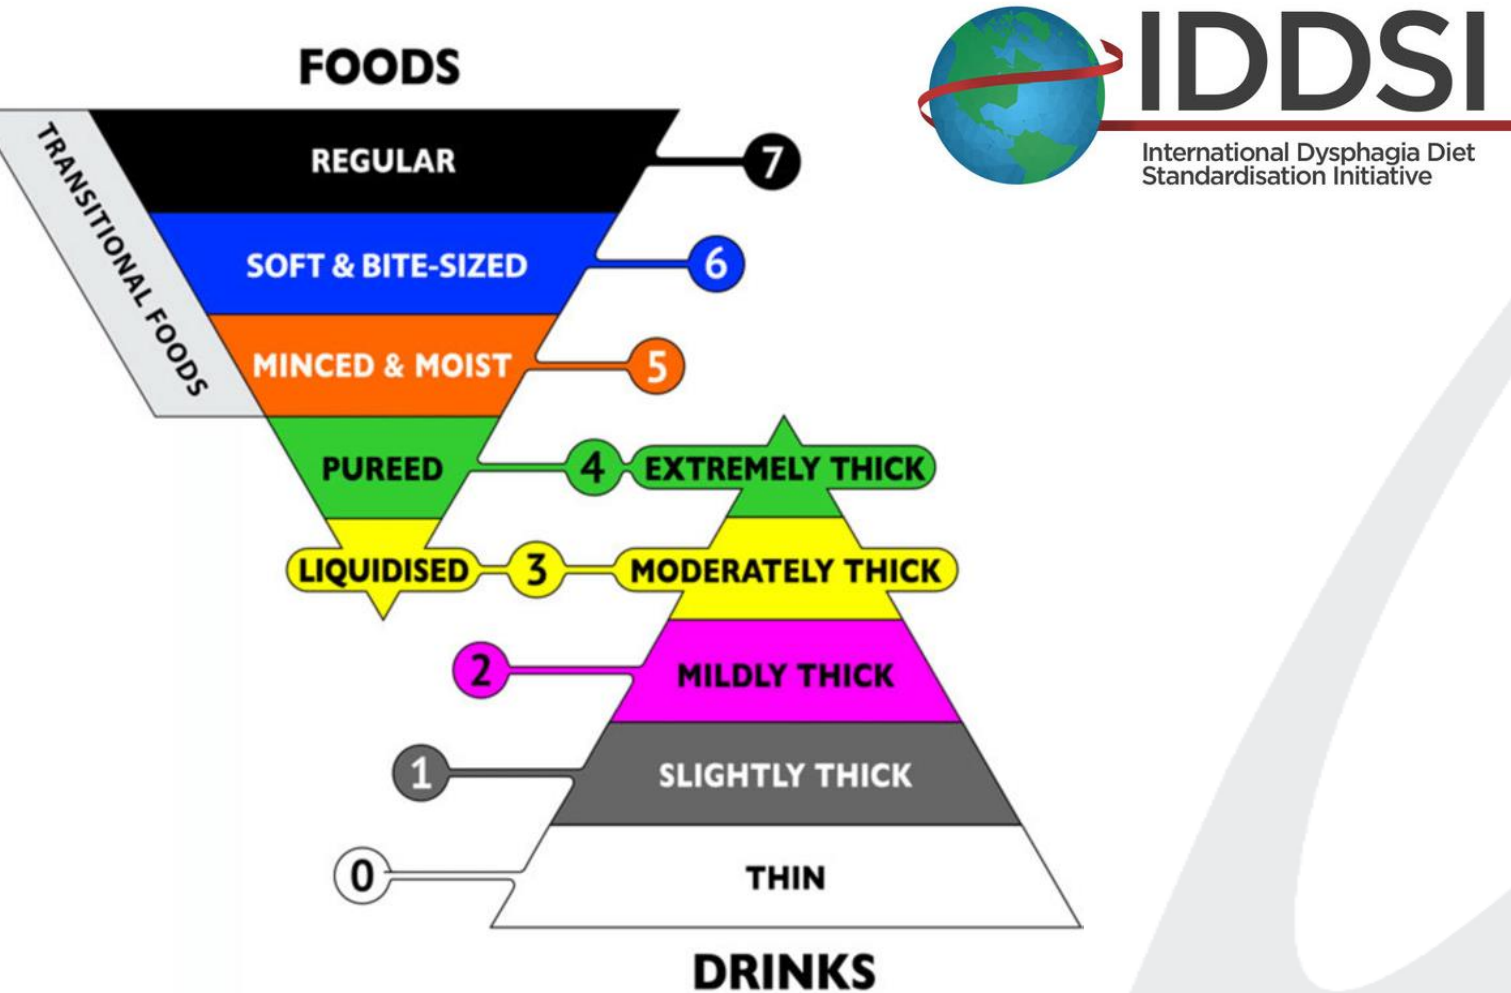 FOODS
IDDSI
International Dysphagia Diet
Standardisation Initiative
TRANSITIONAL FOODS
REGULAR
7
SOFT & BITE-SIZED
6
MINCED & MOIST
5
PUREED
4
EXTREMELY THICK
LIQUIDISED
3
MODERATELY THICK
2
MILDLY THICK
1
SLIGHTLY THICK
0
THIN
DRINKS